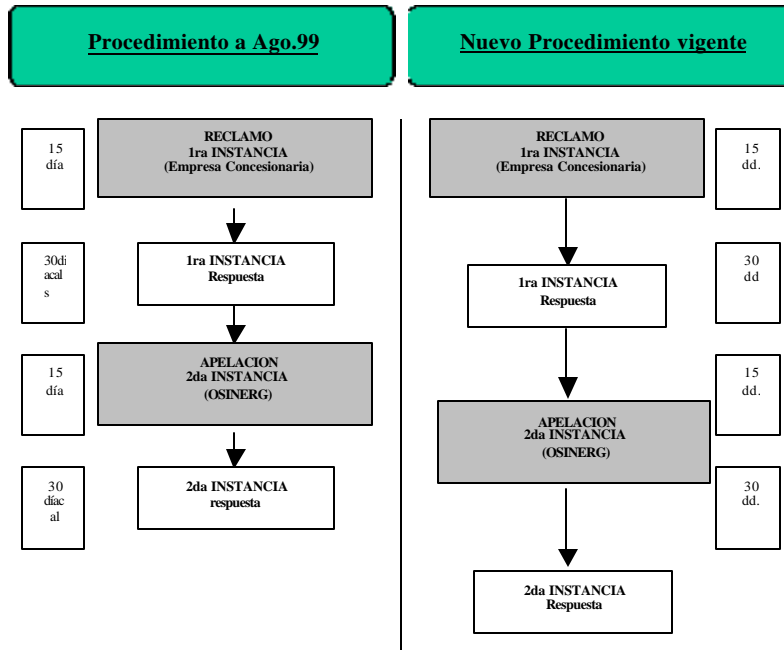 Procedimiento a Ago.99
15
día
RECLAMO
1ra INSTANCIA
(Empresa Concesionaria)
30di
acal
s
1ra INSTANCIA
Respuesta
15
día
APELACION
2da INSTANCIA
(OSINERG)
30
díac
al
2da INSTANCIA
respuesta
Nuevo Procedimiento vigente
RECLAMO
1ra INSTANCIA
(Empresa Concesionaria)
15
dd.
1ra INSTANCIA
Respuesta
30
dd
APELACION
2da INSTANCIA
(OSINERG)
15
dd.
2da INSTANCIA
Respuesta
30
dd.